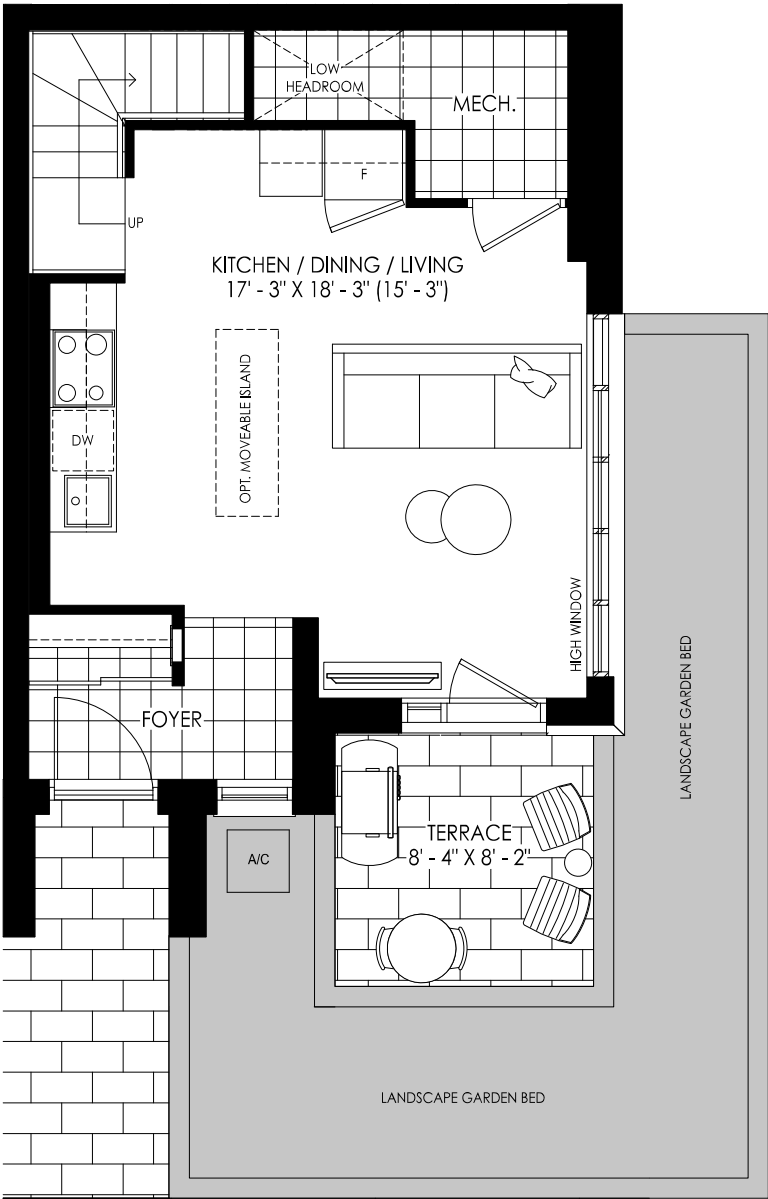 LOW
HEADROOM
MECH.
F
UP
KITCHEN / DINING / LIVING
17' - 3" X 18' - 3" (15' - 3")
OPT. MOVEABLE ISLAND
DW
HIGH WINDOW
LANDSCAPE GARDEN BED
FOYER
TERRACE
8' - 4" X 8' - 2"
A/C
LANDSCAPE GARDEN BED